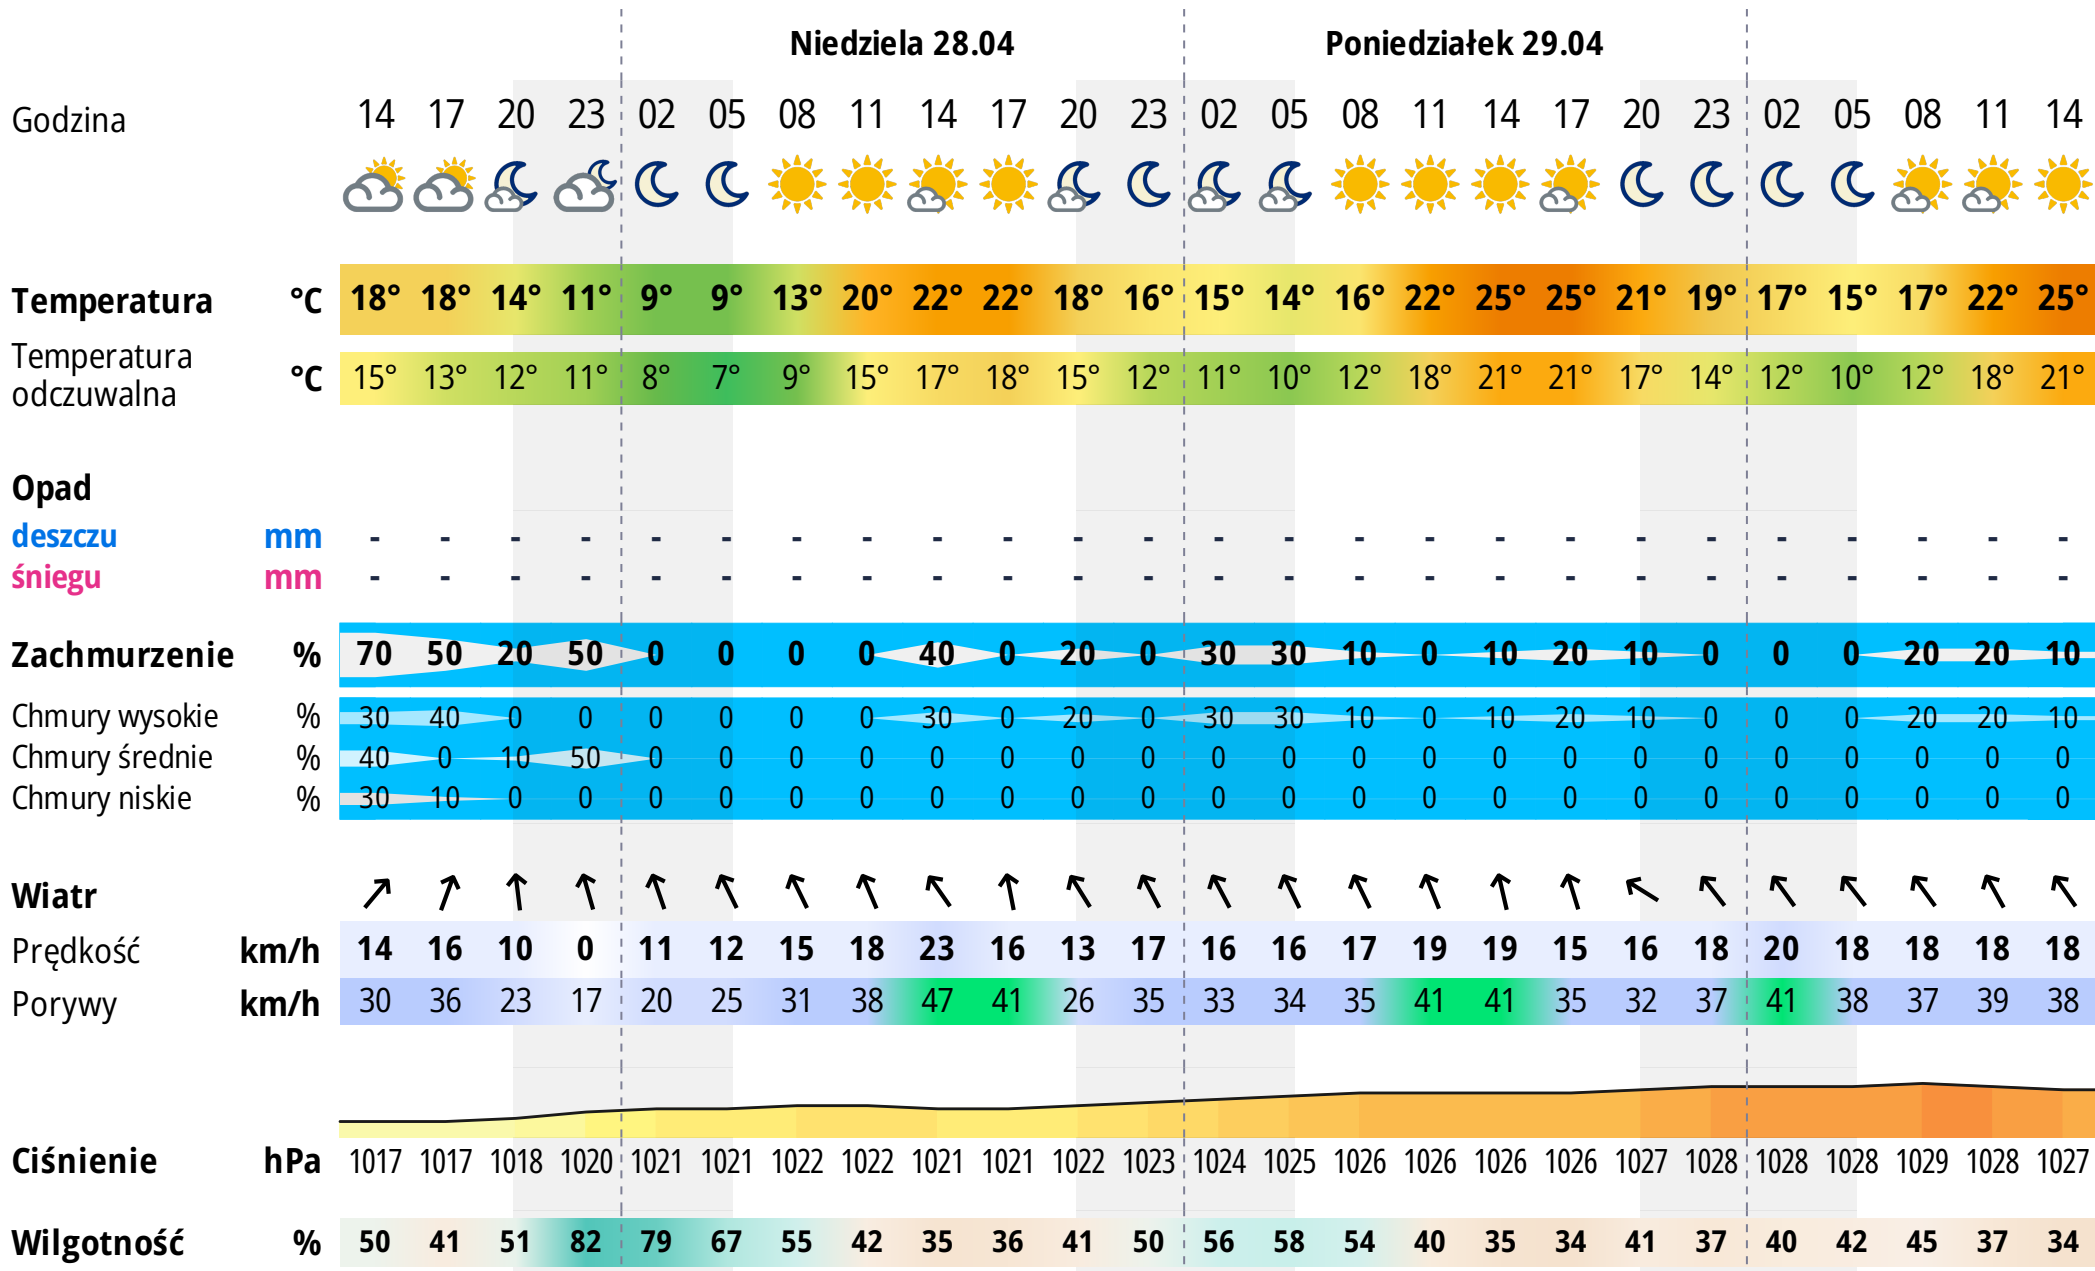 Niedziela 28.04 Poniedziałek 29.04
Godzina 14 17 20 23 02 05 08 11 14 17 20 23 02 05 08 11 14 17 20 23 02 05 08 11 14
Temperatura °C 18° 18° 14° 11° 9° 9° 13° 20° 22° 22° 18° 16° 15° 14° 16° 22° 25° 25° 21° 19° 17° 15° 17° 22° 25°
Temperatura
odczuwalna °C 15° 13° 12° 11° 8° 7° 9° 15° 17° 18° 15° 12° 11° 10° 12° 18° 21° 21° 17° 14° 12° 10° 12° 18° 21°
Opad
deszczu mm - - - - - - - - - - - - - - - - - - - - - - - - -
śniegu mm - - - - - - - - - - - - - - - - - - - - - - - - -
Zachmurzenie % 70 50 20 50 0 0 0 0 40 0 20 0 30 30 10 0 10 20 10 0 0 0 20 20 10
Chmury wysokie % 30 40 0 0 0 0 0 0 30 0 20 0 30 30 10 0 10 20 10 0 0 0 20 20 10
Chmury średnie % 40 0 10 50 0 0 0 0 0 0 0 0 0 0 0 0 0 0 0 0 0 0 0 0 0
Chmury niskie % 30 10 0 0 0 0 0 0 0 0 0 0 0 0 0 0 0 0 0 0 0 0 0 0 0
Wiatr
Prędkość km/h 14 16 10 0 11 12 15 18 23 16 13 17 16 16 17 19 19 15 16 18 20 18 18 18 18
Porywy km/h 30 36 23 17 20 25 31 38 47 41 26 35 33 34 35 41 41 35 32 37 41 38 37 39 38
Ciśnienie hPa 1017 1017 1018 1020 1021 1021 1022 1022 1021 1021 1022 1023 1024 1025 1026 1026 1026 1026 1027 1028 1028 1028 1029 1028 1027
Wilgotność % 50 41 51 82 79 67 55 42 35 36 41 50 56 58 54 40 35 34 41 37 40 42 45 37 34